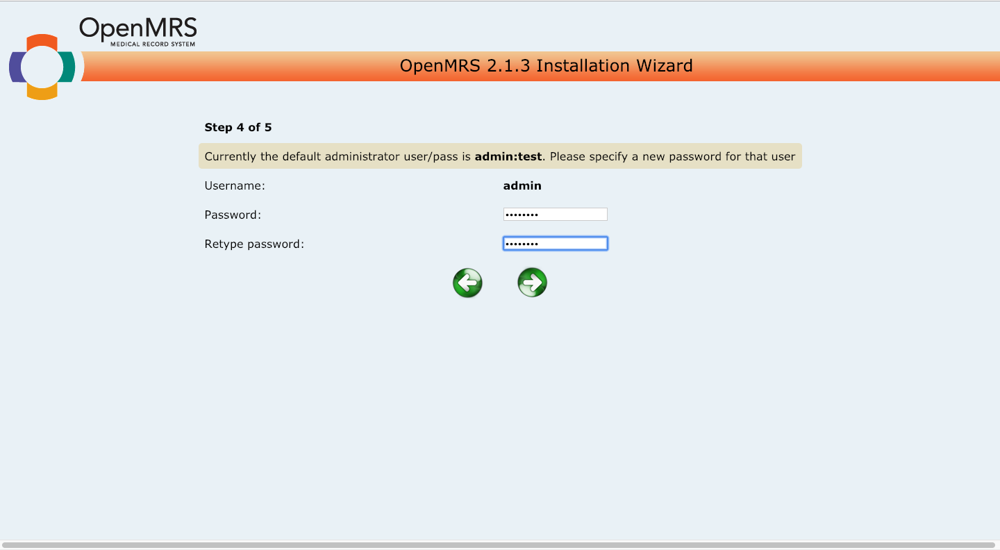 OpenMRS
MEDICAL RECORD SYSTEM
OpenMRS 2.1.3 Installation Wizard
Step 4 of 5
Currently the default administrator user/pass is admin:test. Please specify a new password for that user
Username: admin
Password: ••••••••
Retype password: ••••••••